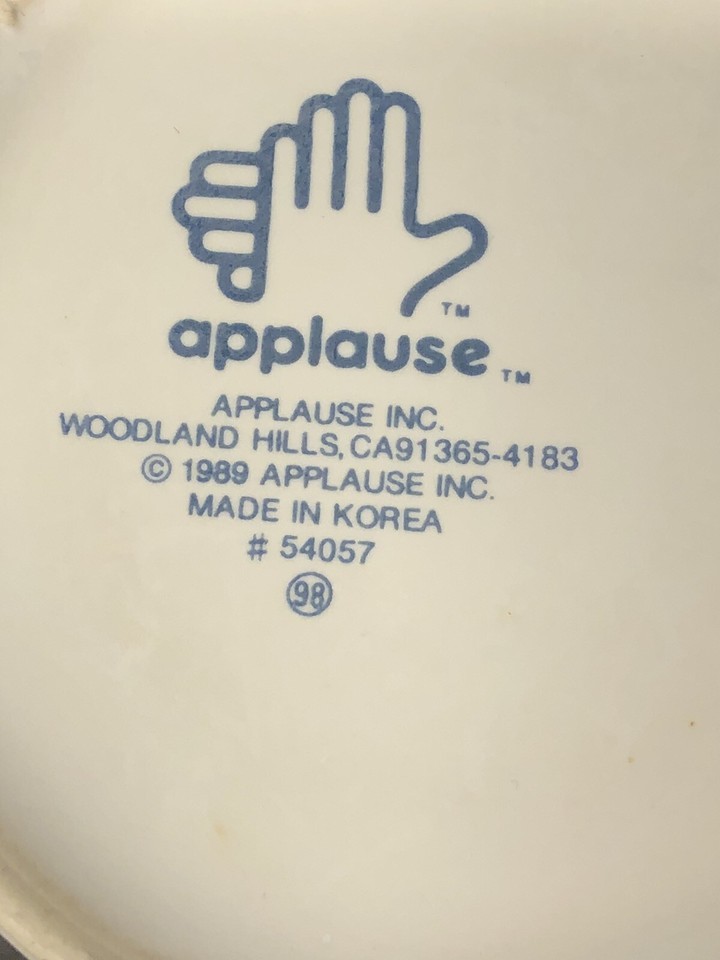 TM
applause TM
APPLAUSE INC.
WOODLAND HILLS, CA91365-4183
© 1989 APPLAUSE INC.
MADE IN KOREA
# 54057
98